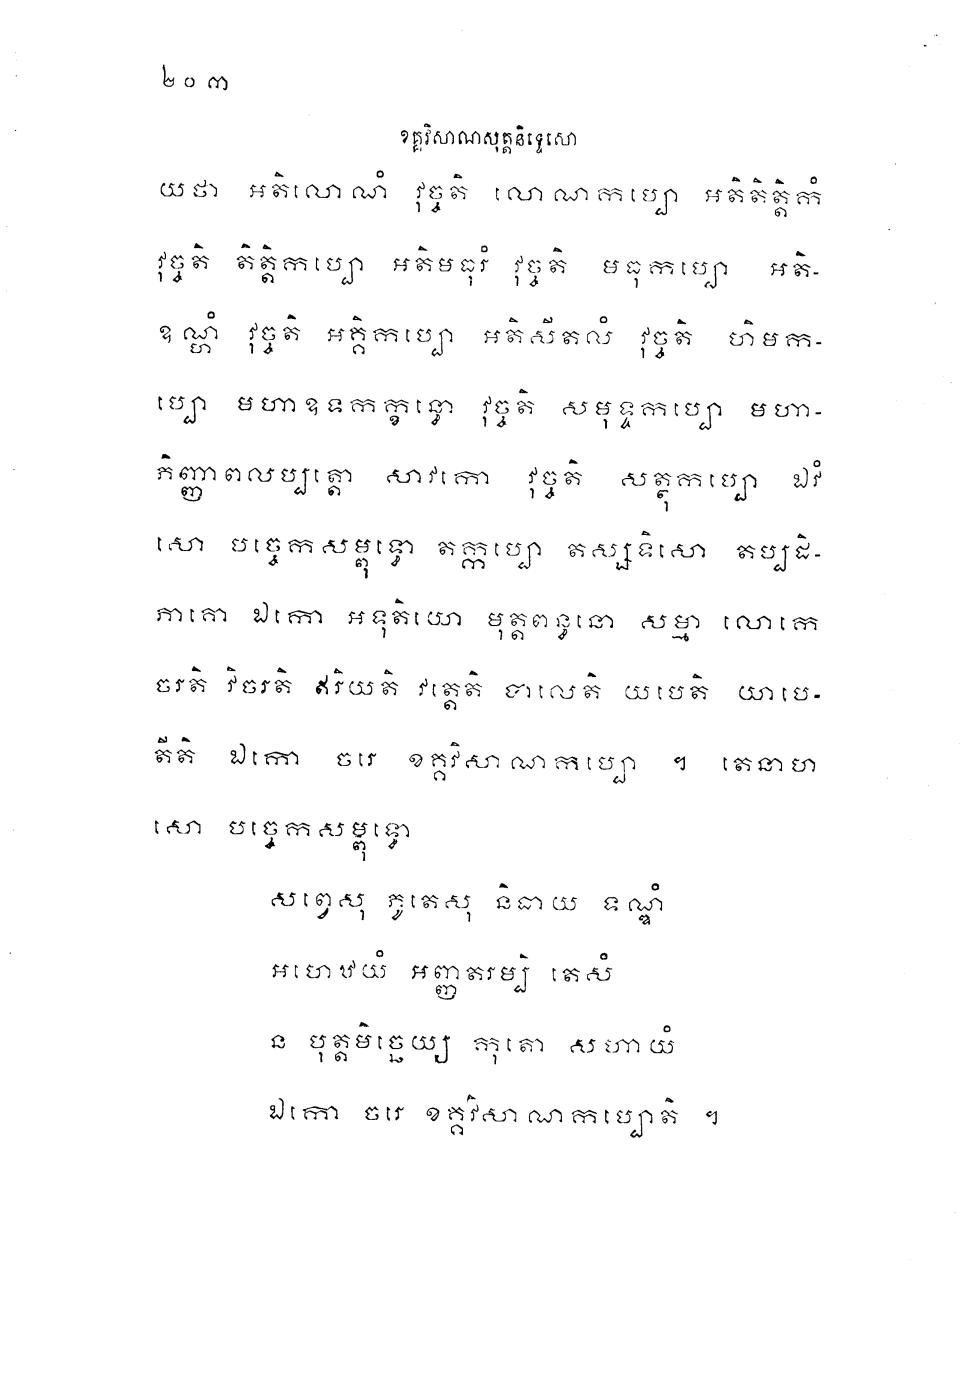 ២០៣
ខគ្គវិសាណសុត្តនិទ្ទេសោ
យថា អតិលោណំ វុច្ចតិ លោណកប្បោ អតិតិត្តិកំ
វុច្ចតិ តិត្តិកប្បោ អតិមធុរំ វុច្ចតិ មធុកប្បោ អតិ-
ឧណ្ហំ វុច្ចតិ អគ្គិកប្បោ អតិសីតលំ វុច្ចតិ ហិមក-
ប្បោ មហាឧទកក្ខន្ធោ វុច្ចតិ សមុទ្ទកប្បោ មហា-
ភិញ្ញាពលប្បត្តោ សាវកោ វុច្ចតិ សត្ថុកប្បោ ឯវំ
សោ បច្ចេកសម្ពុទ្ធោ តក្កប្បោ តស្សទិសោ តប្បដិ-
ភាគោ ឯកោ អទុតិយោ មុត្តពន្ធនោ សម្មា លោកេ
ចរតិ វិចរតិ ឥរិយតិ វត្តេតិ បាលេតិ យបេតិ យាបេ-
តីតិ ឯកោ ចរេ ខគ្គវិសាណកប្បោ ។ តេនាហ
សោ បច្ចេកសម្ពុទ្ធោ
សព្វេសុ ភូតេសុ និធាយ ទណ្ឌំ
អហេឋយំ អញ្ញតរម្បិ តេសំ
ន បុត្តមិច្ឆេយ្យ កុតោ សហាយំ
ឯកោ ចរេ ខគ្គវិសាណកប្បោតិ ។